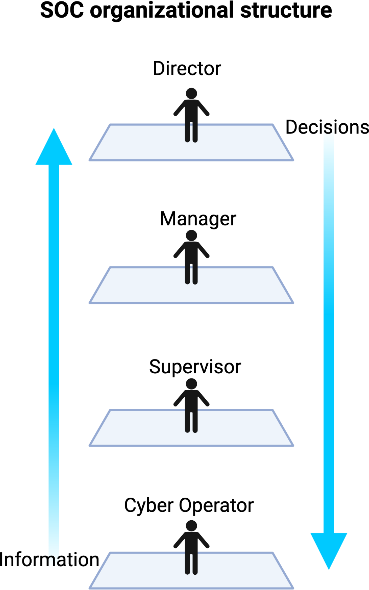 SOC organizational structure
Director
Decisions
Manager
Supervisor
Cyber Operator
Information